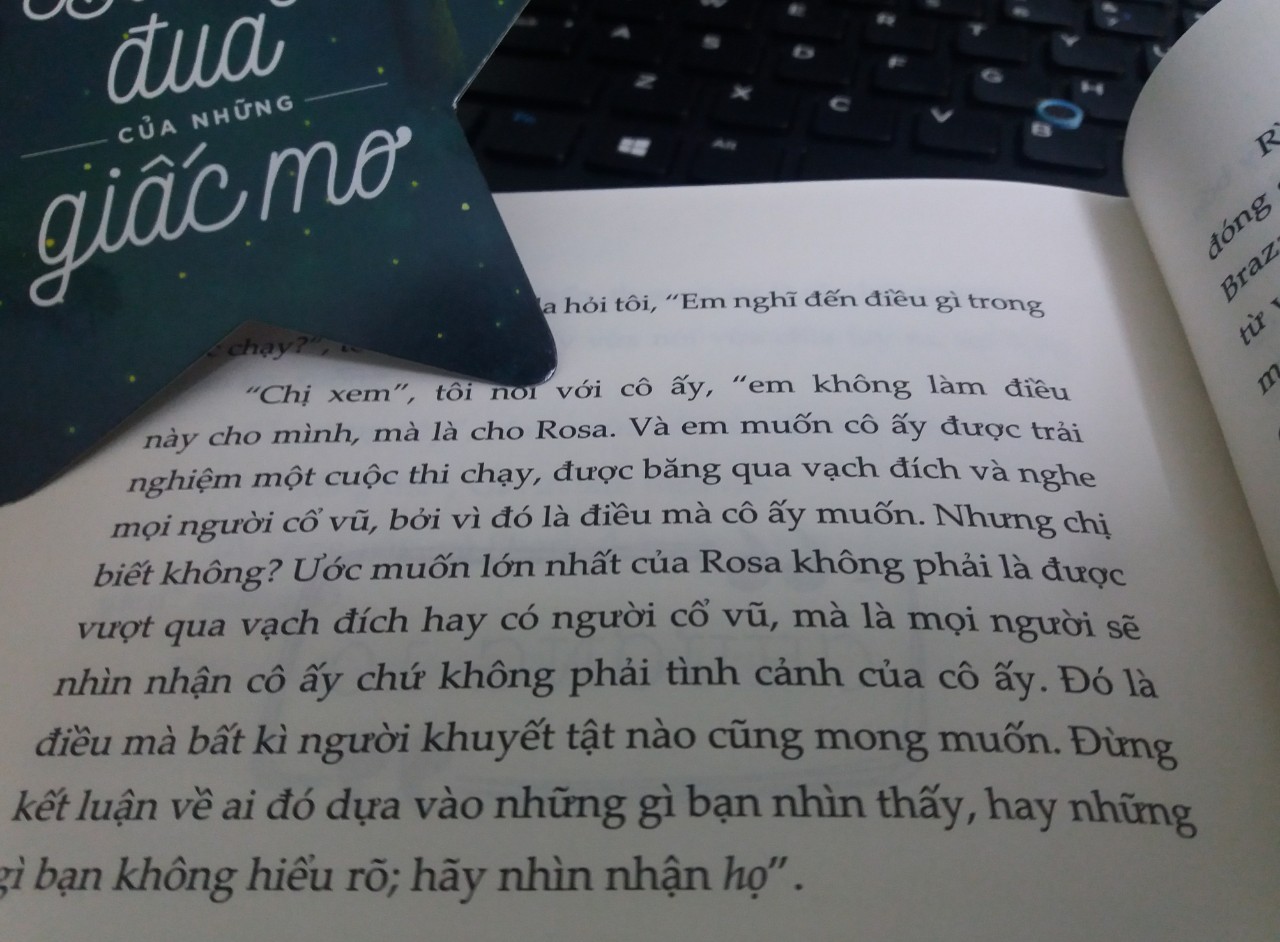 đua
CỦA NHỮNG
giấc mơ
hỏi tôi, “Em nghĩ đến điều gì trong
chạy?”,
“Chị xem”, tôi nói với cô ấy, “em không làm điều
này cho mình, mà là cho Rosa. Và em muốn cô ấy được trải
nghiệm một cuộc thi chạy, được băng qua vạch đích và nghe
mọi người cổ vũ, bởi vì đó là điều mà cô ấy muốn. Nhưng chị
biết không? Ước muốn lớn nhất của Rosa không phải là được
vượt qua vạch đích hay có người cổ vũ, mà là mọi người sẽ
nhìn nhận cô ấy chứ không phải tình cảnh của cô ấy. Đó là
điều mà bất kì người khuyết tật nào cũng mong muốn. Đừng
kết luận về ai đó dựa vào những gì bạn nhìn thấy, hay những
gì bạn không hiểu rõ; hãy nhìn nhận họ”.
đóng
từ
A
S
D
F
G
H
Z
X
C
V
B
E
R
T
Y
Alt